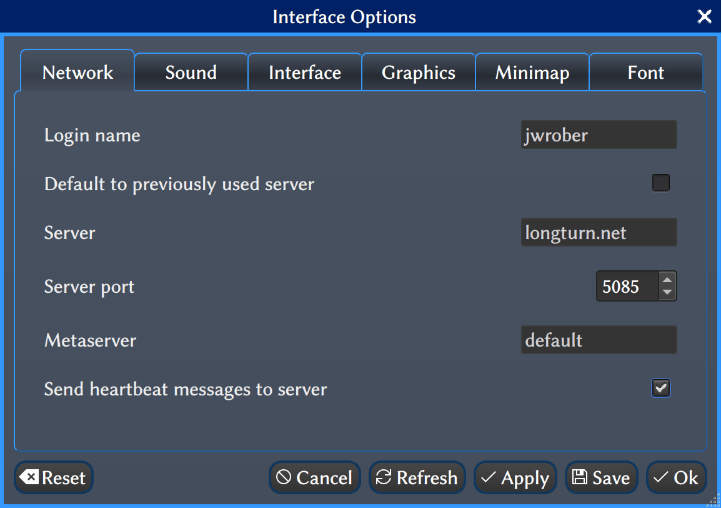 Interface Options
Network Sound Interface Graphics Minimap Font
Login name jwrober
Default to previously used server
Server longturn.net
Server port 5085
Metaserver default
Send heartbeat messages to server
Reset Cancel Refresh Apply Save Ok